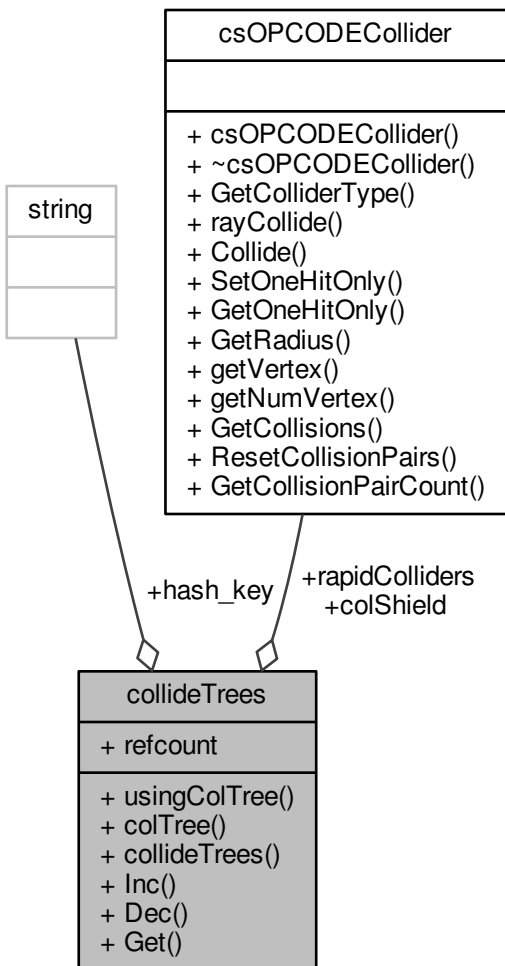 csOPCODECollider
+ csOPCODECollider()
+ ~csOPCODECollider()
+ GetColliderType()
+ rayCollide()
+ Collide()
+ SetOneHitOnly()
+ GetOneHitOnly()
+ GetRadius()
+ getVertex()
+ getNumVertex()
+ GetCollisions()
+ ResetCollisionPairs()
+ GetCollisionPairCount()
string
+hash_key
+rapidColliders
+colShield
collideTrees
+ refcount
+ usingColTree()
+ colTree()
+ collideTrees()
+ Inc()
+ Dec()
+ Get()